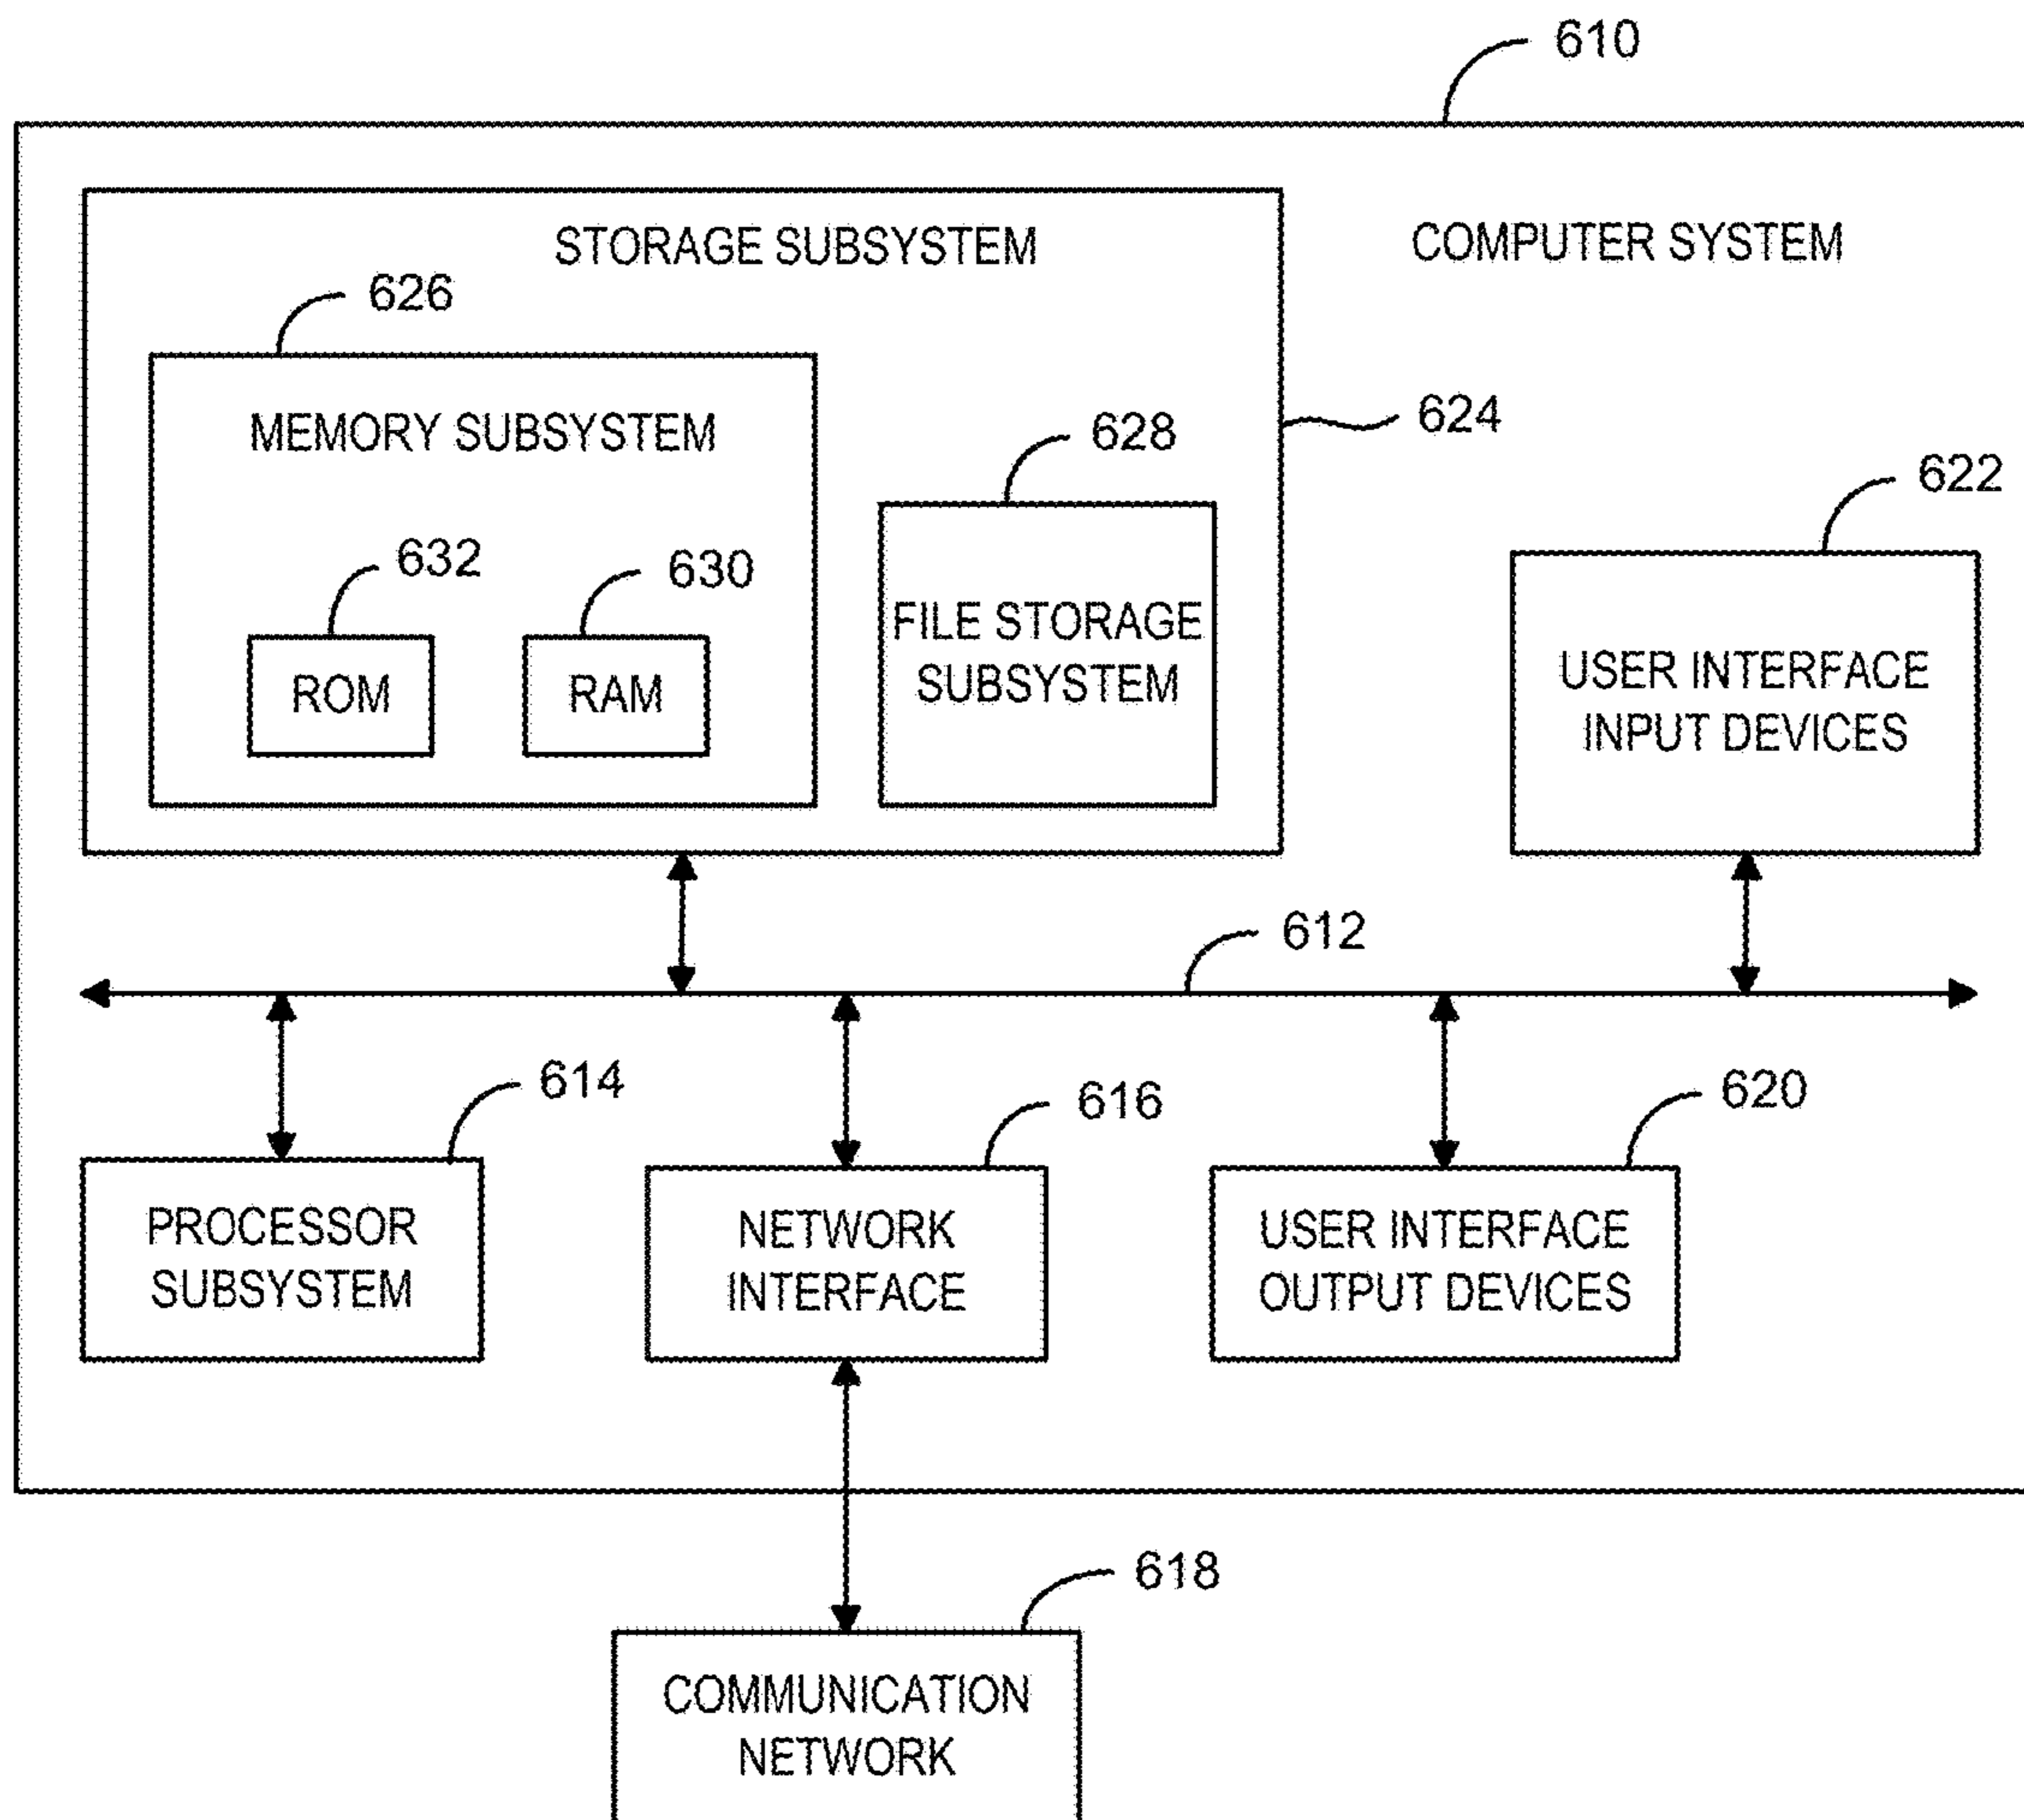 610
STORAGE SUBSYSTEM
COMPUTER SYSTEM
626
MEMORY SUBSYSTEM
624
628
622
632
630
ROM
RAM
FILE STORAGE
SUBSYSTEM
USER INTERFACE
INPUT DEVICES
612
614
616
620
PROCESSOR
SUBSYSTEM
NETWORK
INTERFACE
USER INTERFACE
OUTPUT DEVICES
618
COMMUNICATION
NETWORK